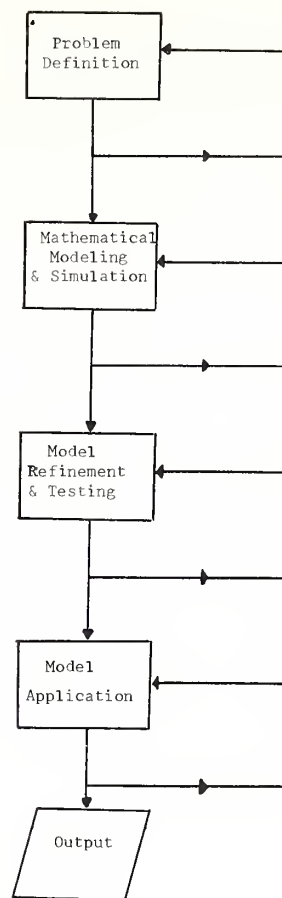 Problem
Definition
Mathematical
Modeling
& Simulation
Model
Refinement
& Testing
Model
Application
Output